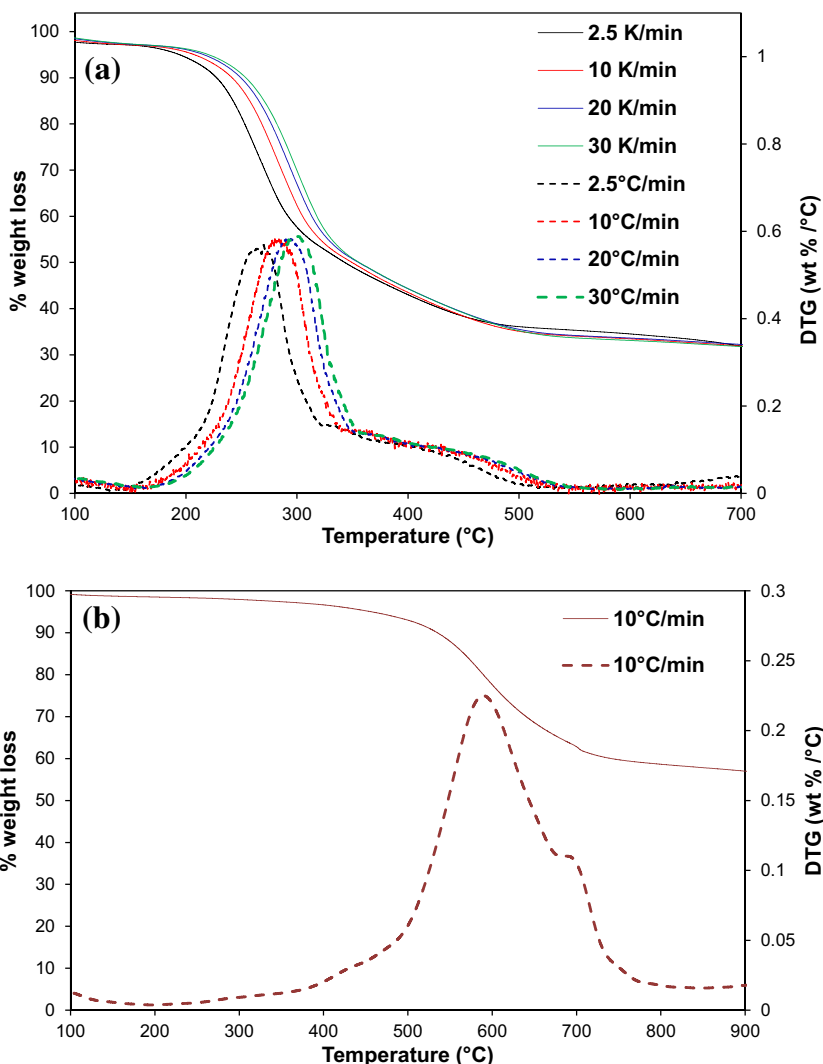 100
90
80
70
60
50
40
30
20
10
0
% weight loss
(a)
2.5 K/min
10 K/min
20 K/min
30 K/min
2.5°C/min
10°C/min
20°C/min
30°C/min
1
0.8
0.6
0.4
0.2
0
DTG (wt % /°C)
100 200 300 400 500 600 700
Temperature (°C)
100
90
80
70
60
50
40
30
20
10
0
% weight loss
(b)
10°C/min
10°C/min
0.3
0.25
0.2
0.15
0.1
0.05
0
DTG (wt % /°C)
100 200 300 400 500 600 700 800 900
Temperature (°C)